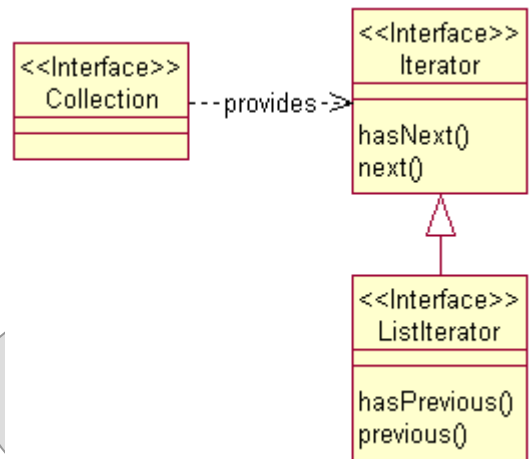 <<Interface>>
Collection
provides
<<Interface>>
Iterator
hasNext()
next()
<<Interface>>
ListIterator
hasPrevious()
previous()